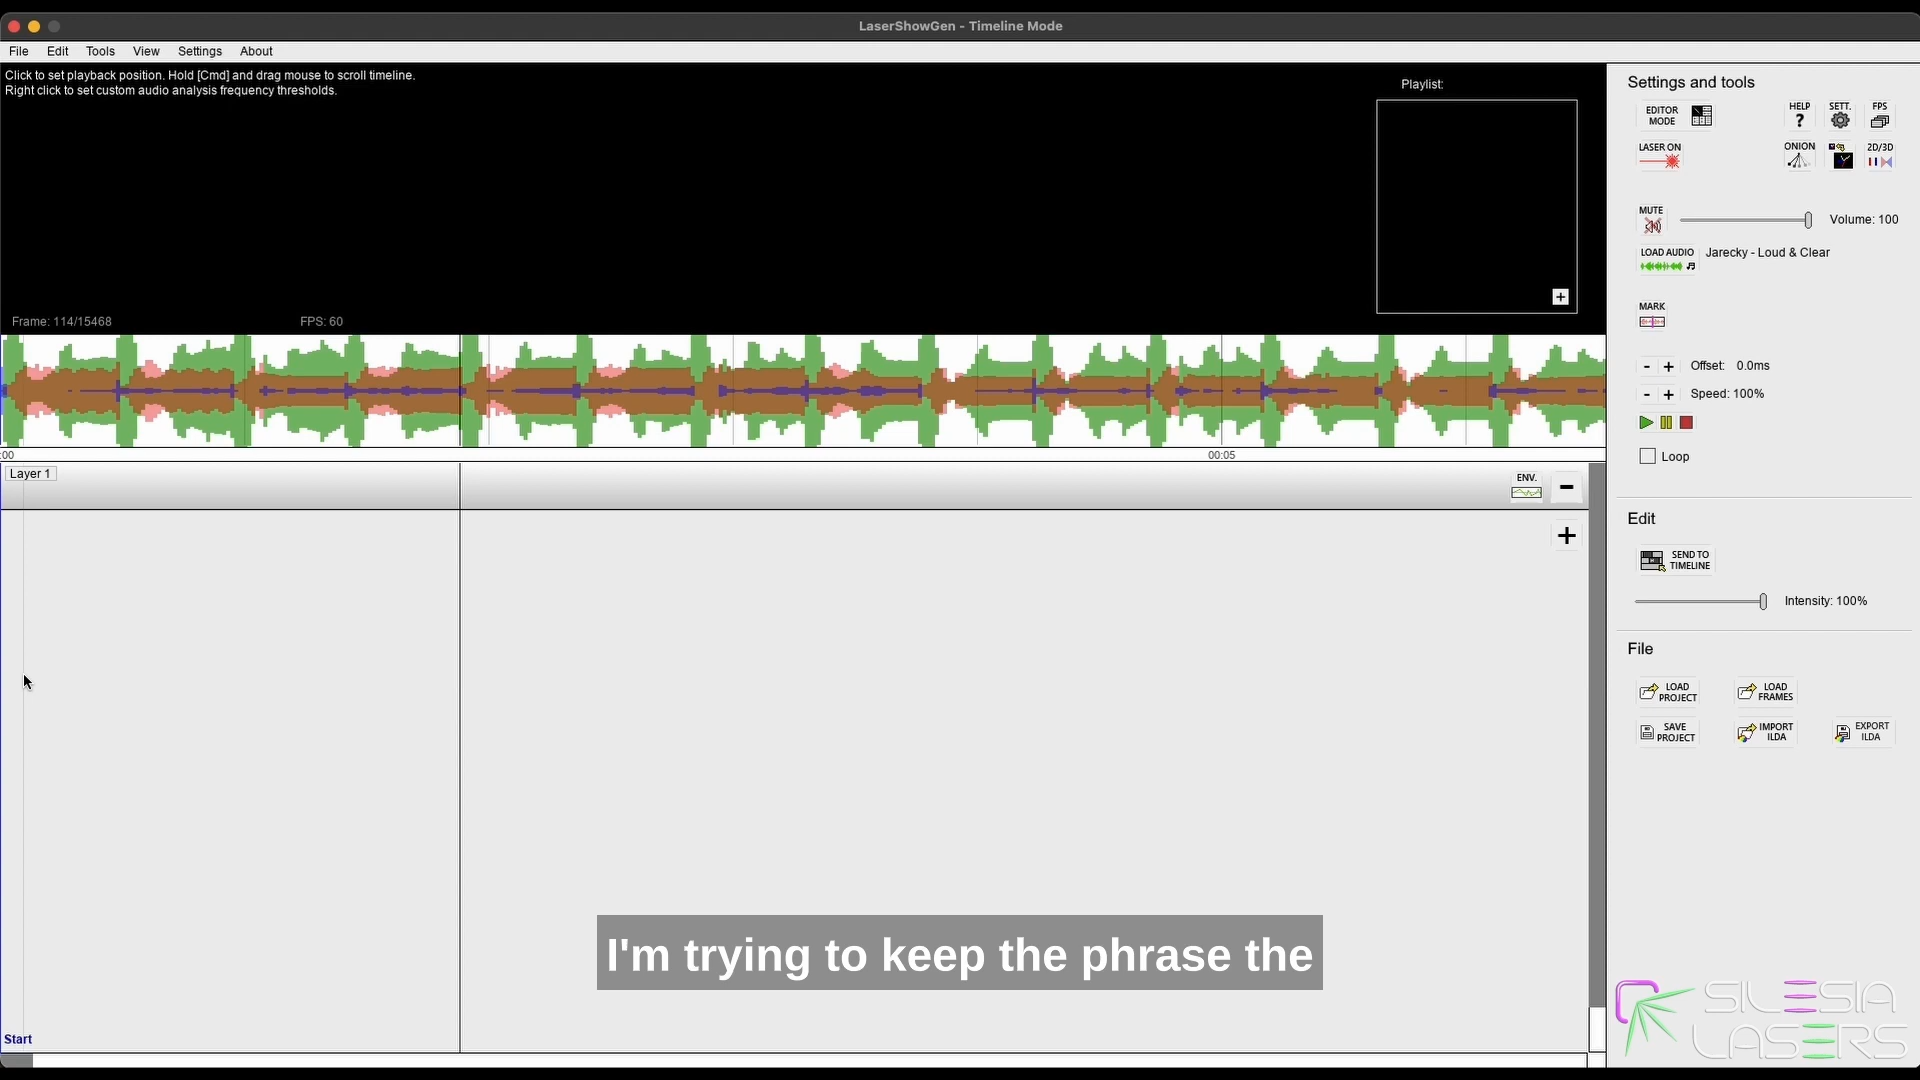 LaserShowGen - Timeline Mode
File Edit Tools View Settings About
Click to set playback position. Hold [Cmd] and drag mouse to scroll timeline.
Right click to set custom audio analysis frequency thresholds.
Playlist:
+
Frame: 114/15468
FPS: 60
:00
00:05
Layer 1
ENV.
-
+
Start
Settings and tools
EDITOR
MODE
HELP
?
SETT.
FPS
LASER ON
ONION
2D/3D
MUTE
Volume: 100
LOAD AUDIO
Jarecky - Loud & Clear
MARK
- + Offset: 0.0ms
- + Speed: 100%
Loop
Edit
SEND TO
TIMELINE
Intensity: 100%
File
LOAD
PROJECT
LOAD
FRAMES
SAVE
PROJECT
IMPORT
ILDA
EXPORT
ILDA
I'm trying to keep the phrase the
SILESIA
LASERS